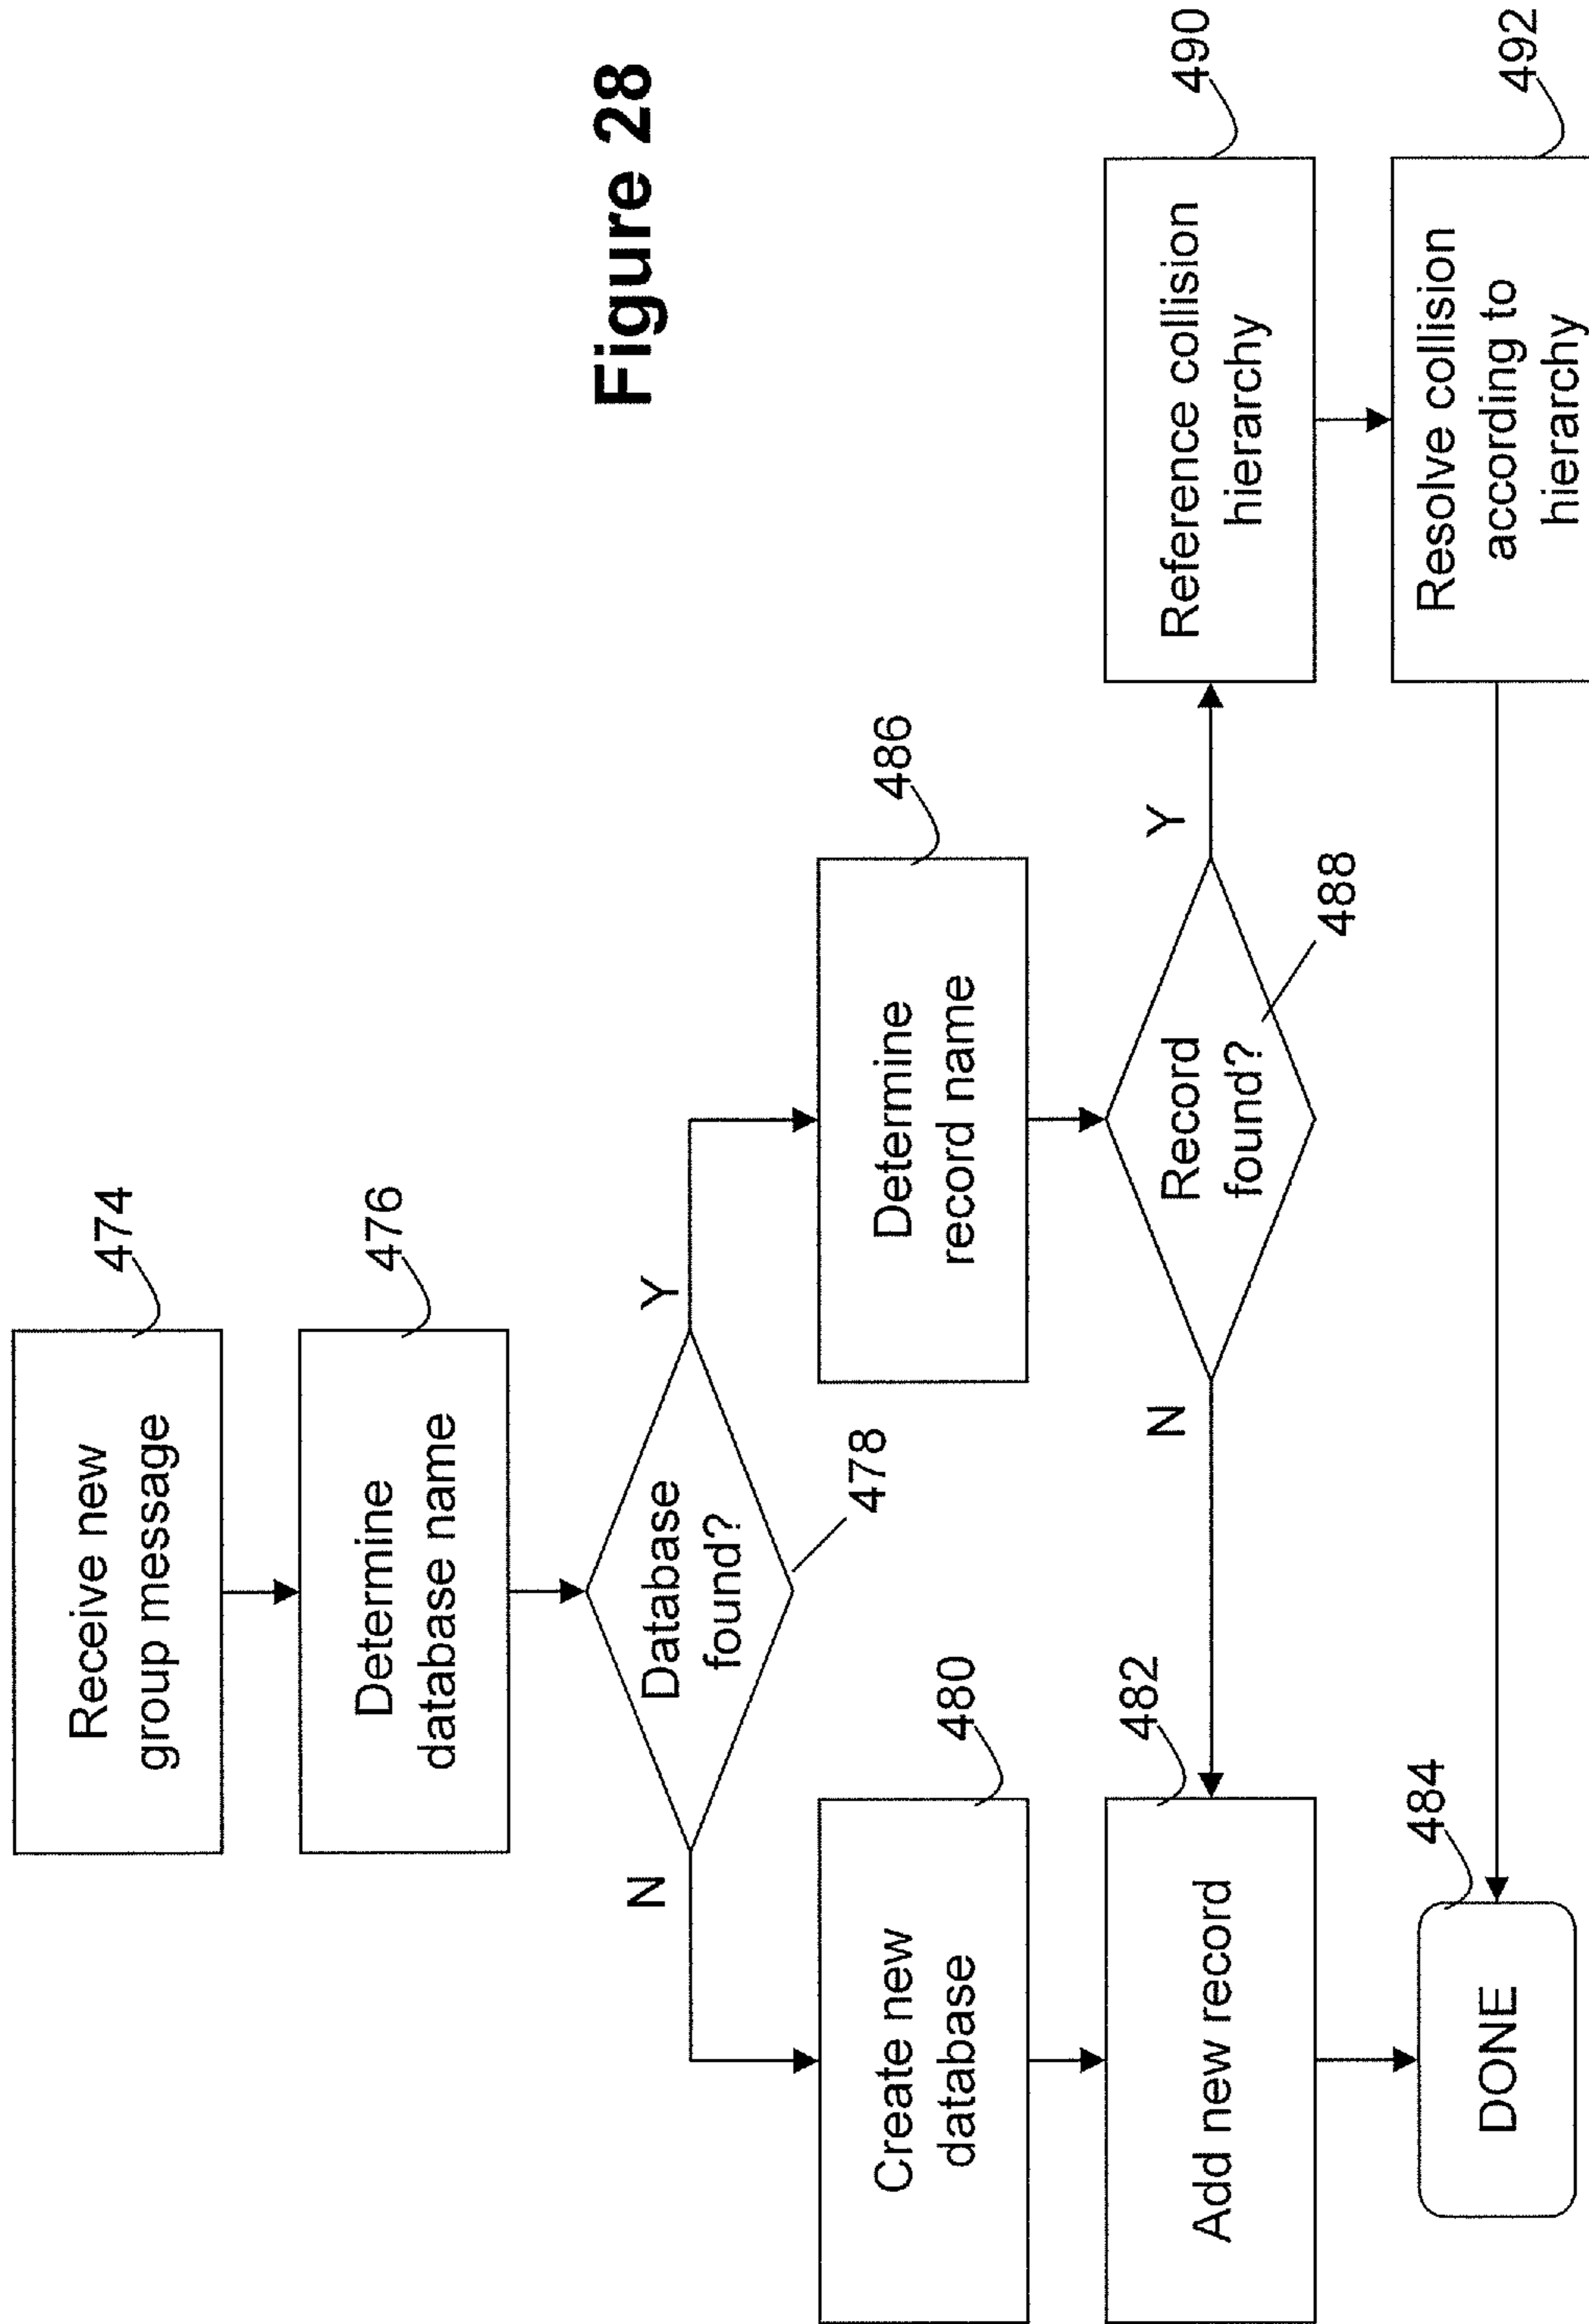 Figure 28
Receive new
group message
474
Determine
database name
476
Database
found?
478
Y
N
Create new
database
480
Add new record
482
DONE
484
Determine
record name
486
Record
found?
488
N
Y
Reference collision
hierarchy
490
Resolve collision
according to
hierarchy
492